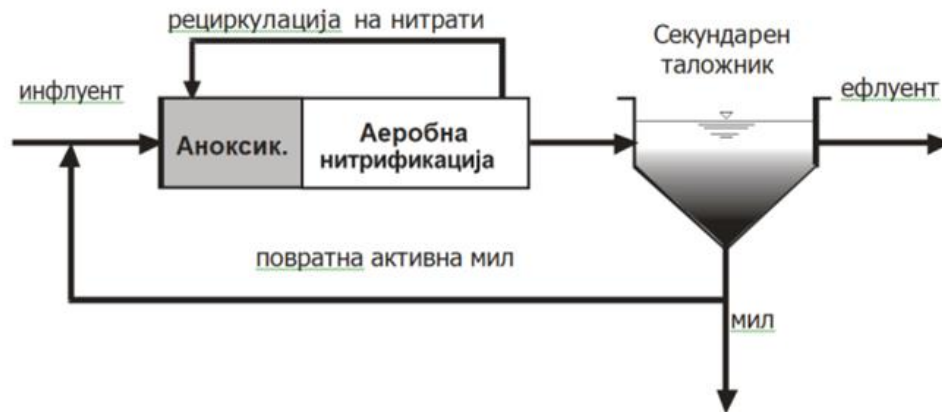 рециркулација на нитрати
Секундарен
таложник
инфлуент
ефлуент
Аноксик.
Аеробна
нитрификација
повратна активна мил
мил